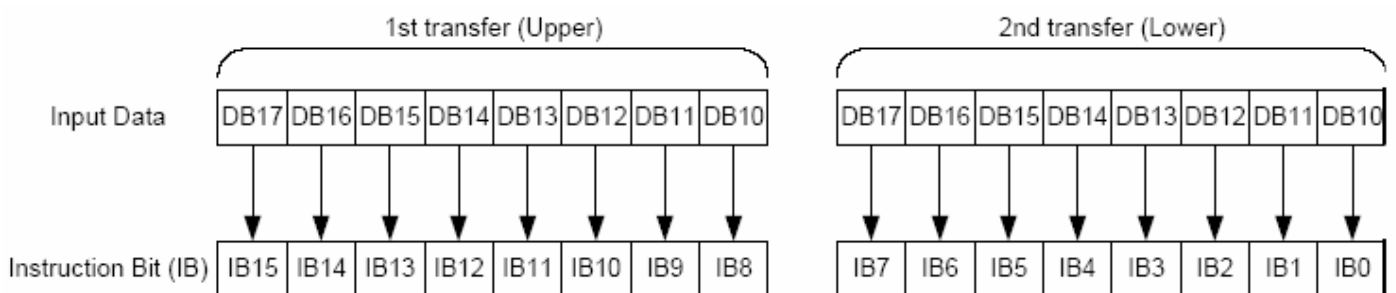 1st transfer (Upper) 2nd transfer (Lower)
Input Data DB17 DB16 DB15 DB14 DB13 DB12 DB11 DB10 DB17 DB16 DB15 DB14 DB13 DB12 DB11 DB10
Instruction Bit (IB) IB15 IB14 IB13 IB12 IB11 IB10 IB9 IB8 IB7 IB6 IB5 IB4 IB3 IB2 IB1 IB0